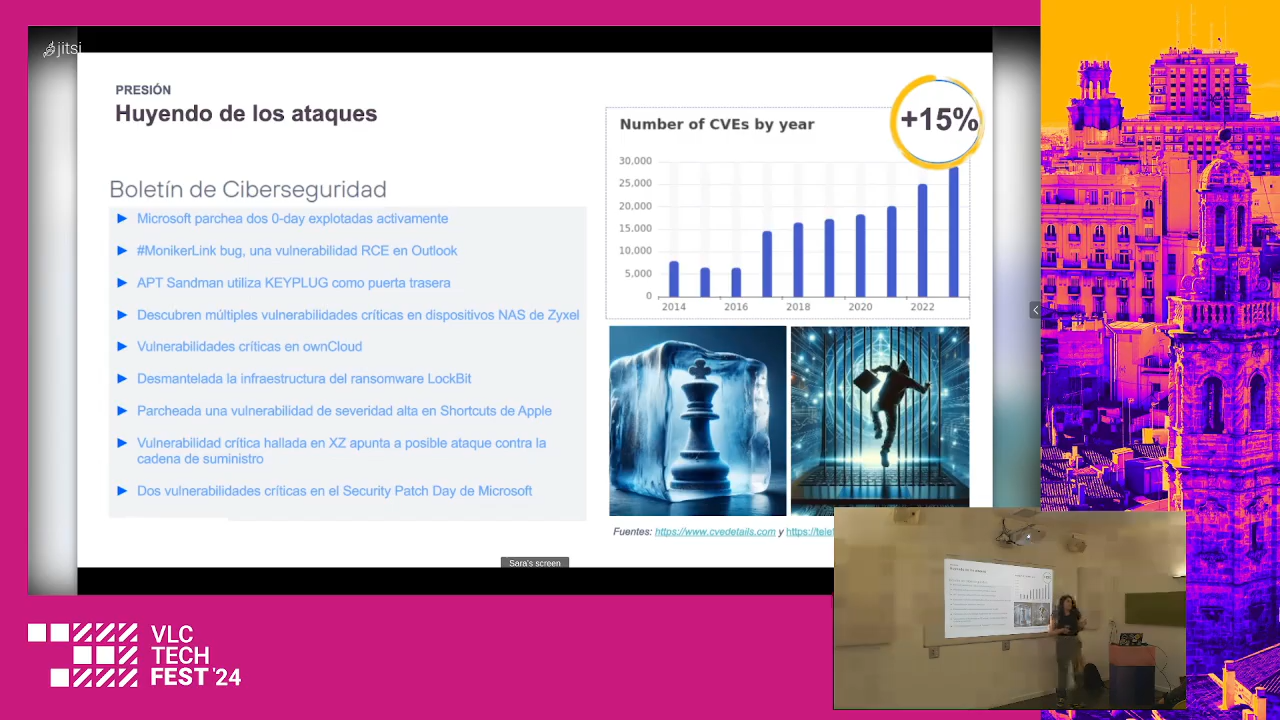 jitsi
PRESIÓN
Huyendo de los ataques
Boletín de Ciberseguridad
Microsoft parchea dos 0-day explotadas activamente
#MonikerLink bug, una vulnerabilidad RCE en Outlook
APT Sandman utiliza KEYPLUG como puerta trasera
Descubren múltiples vulnerabilidades críticas en dispositivos NAS de Zyxel
Vulnerabilidades críticas en ownCloud
Desmantelada la infraestructura del ransomware LockBit
Parcheada una vulnerabilidad de severidad alta en Shortcuts de Apple
Vulnerabilidad crítica hallada en XZ apunta a posible ataque contra la
cadena de suministro
Dos vulnerabilidades críticas en el Security Patch Day de Microsoft
+15%
Number of CVEs by year
30,000
25,000
20,000
15,000
10,000
5,000
0
2014 2016 2018 2020 2022
Fuentes: https://www.cvedetails.com y
Sara's screen
VLC
TECH
FEST '24